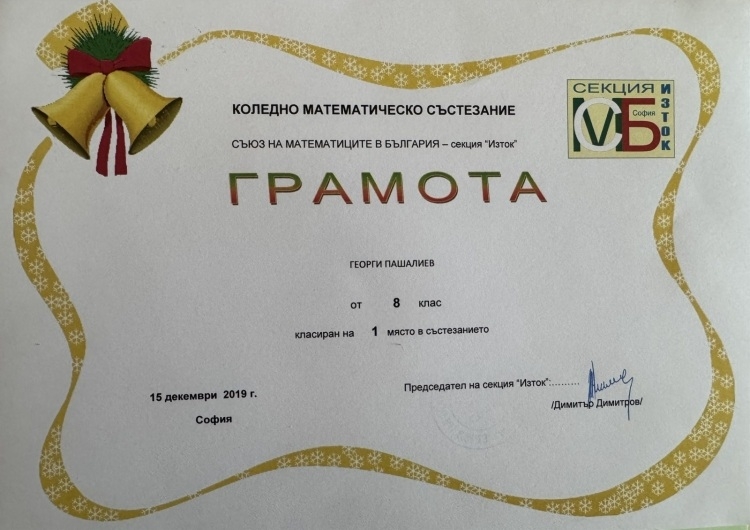 СЕКЦИЯ
ИЗТОК
София
СМБ
КОЛЕДНО МАТЕМАТИЧЕСКО СЪСТЕЗАНИЕ
СЪЮЗ НА МАТЕМАТИЦИТЕ В БЪЛГАРИЯ – секция "Изток"
ГРАМОТА
ГЕОРГИ ПАШАЛИЕВ
от 8 клас
класиран на 1 място в състезанието
15 декември 2019 г.
София
Председател на секция "Изток":..........
/Димитър Димитров/